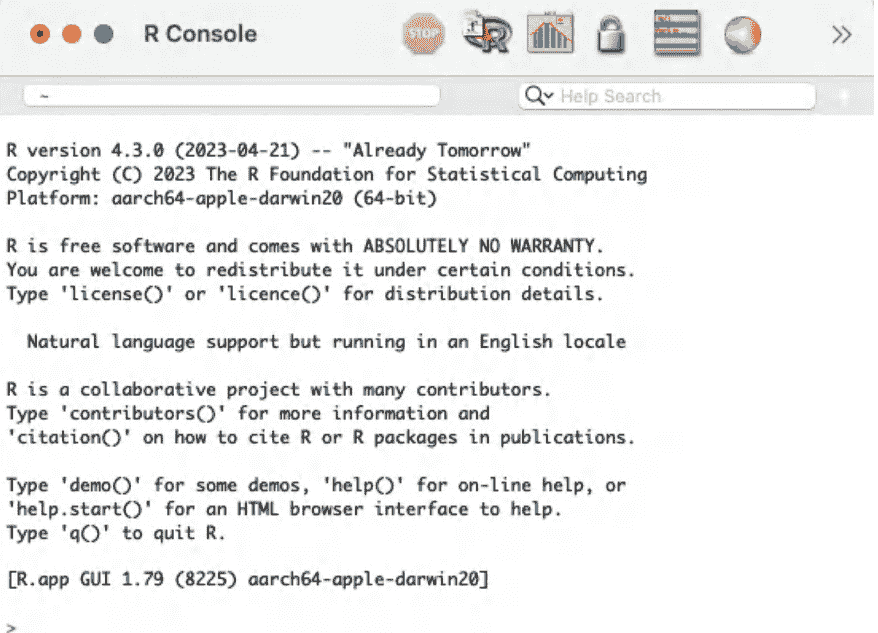 R Console
STOP
R
~
Help Search
R version 4.3.0 (2023-04-21) -- "Already Tomorrow"
Copyright (C) 2023 The R Foundation for Statistical Computing
Platform: aarch64-apple-darwin20 (64-bit)
R is free software and comes with ABSOLUTELY NO WARRANTY.
You are welcome to redistribute it under certain conditions.
Type 'license()' or 'licence()' for distribution details.
Natural language support but running in an English locale
R is a collaborative project with many contributors.
Type 'contributors()' for more information and
'citation()' on how to cite R or R packages in publications.
Type 'demo()' for some demos, 'help()' for on-line help, or
'help.start()' for an HTML browser interface to help.
Type 'q()' to quit R.
[R.app GUI 1.79 (8225) aarch64-apple-darwin20]
>